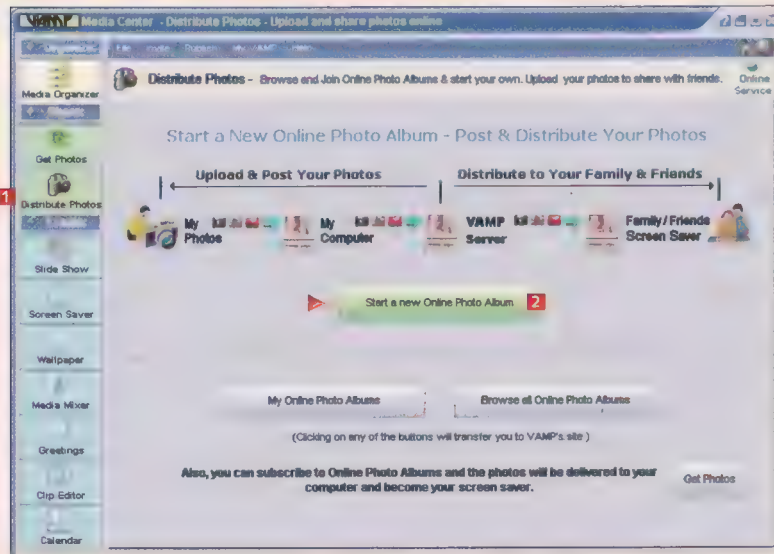 VAMP Media Center - Distribute Photos - Upload and share photos online
File
Distribute Photos - Browse and Join Online Photo Albums & start your own. Upload your photos to share with friends.
Online
Service
Media Organizer
Get Photos
1
Distribute Photos
Slide Show
Screen Saver
Wallpaper
Media Mixer
Greetings
Clip Editor
Calendar
Start a New Online Photo Album - Post & Distribute Your Photos
Upload & Post Your Photos
Distribute to Your Family & Friends
My
Photos
My
Computer
VAMP
Server
Family / Friends
Screen Saver
Start a new Online Photo Album 2
My Online Photo Albums
Browse all Online Photo Albums
(Clicking on any of the buttons will transfer you to VAMP's site )
Also, you can subscribe to Online Photo Albums and the photos will be delivered to your
computer and become your screen saver.
Get Photos